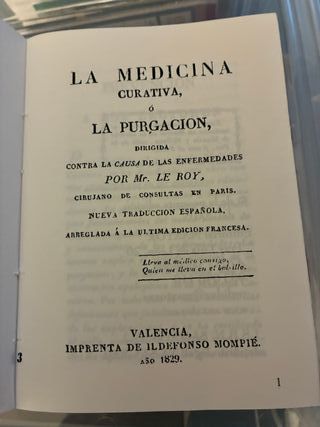 LA MEDICINA
CURATIVA,
Ó
LA PURGACION,
DIRIGIDA
CONTRA LA CAUSA DE LAS ENFERMEDADES
POR Mr. LE ROY,
CIRUJANO DE CONSULTAS EN PARIS.
NUEVA TRADUCCION ESPAÑOLA,
ARREGLADA Á LA ULTIMA EDICION FRANCESA.
Lleva al médico consigo,
Quien me lleva en el bolsillo.
VALENCIA,
IMPRENTA DE ILDEFONSO MOMPIÉ.
AÑO 1829.
3
1